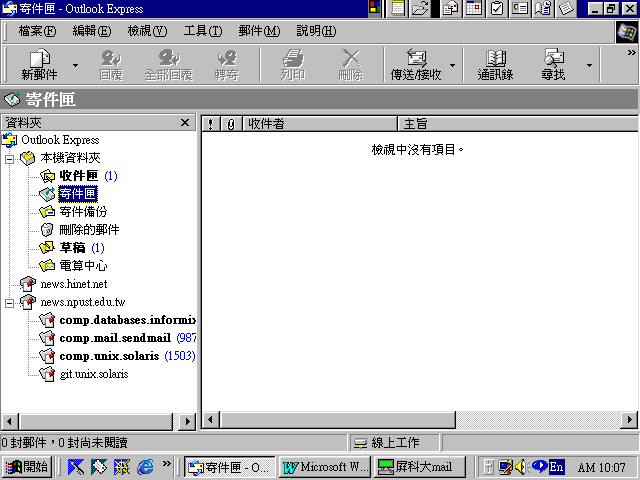 寄件匣 - Outlook Express
檔案(F) 編輯(E) 檢視(V) 工具(T) 郵件(M) 說明(H)
新郵件 回覆 全部回覆 轉寄 列印 刪除 傳送/接收 通訊錄 尋找 »
寄件匣
資料夾 ✕ ! 收件者 主旨
Outlook Express
檢視中沒有項目。
本機資料夾
收件匣 (1)
寄件匣
寄件備份
刪除的郵件
草稿 (1)
電算中心
news.hinet.net
news.npust.edu.tw
comp.databases.informix
comp.mail.sendmail (987
comp.unix.solaris (1503)
git.unix.solaris
0 封郵件，0 封尚未閱讀 線上工作
開始 » 寄件匣 - O... Microsoft W... 屏科大mail En AM 10:07